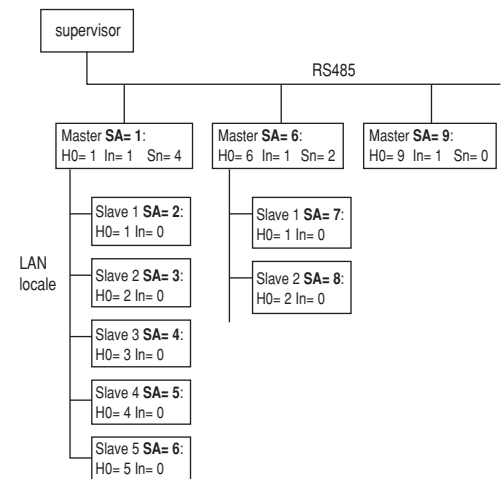 supervisor
RS485
Master SA= 1:
H0= 1 In= 1 Sn= 4
Master SA= 6:
H0= 6 In= 1 Sn= 2
Master SA= 9:
H0= 9 In= 1 Sn= 0
Slave 1 SA= 2:
H0= 1 In= 0
Slave 1 SA= 7:
H0= 1 In= 0
LAN
locale
Slave 2 SA= 3:
H0= 2 In= 0
Slave 2 SA= 8:
H0= 2 In= 0
Slave 3 SA= 4:
H0= 3 In= 0
Slave 4 SA= 5:
H0= 4 In= 0
Slave 5 SA= 6:
H0= 5 In= 0